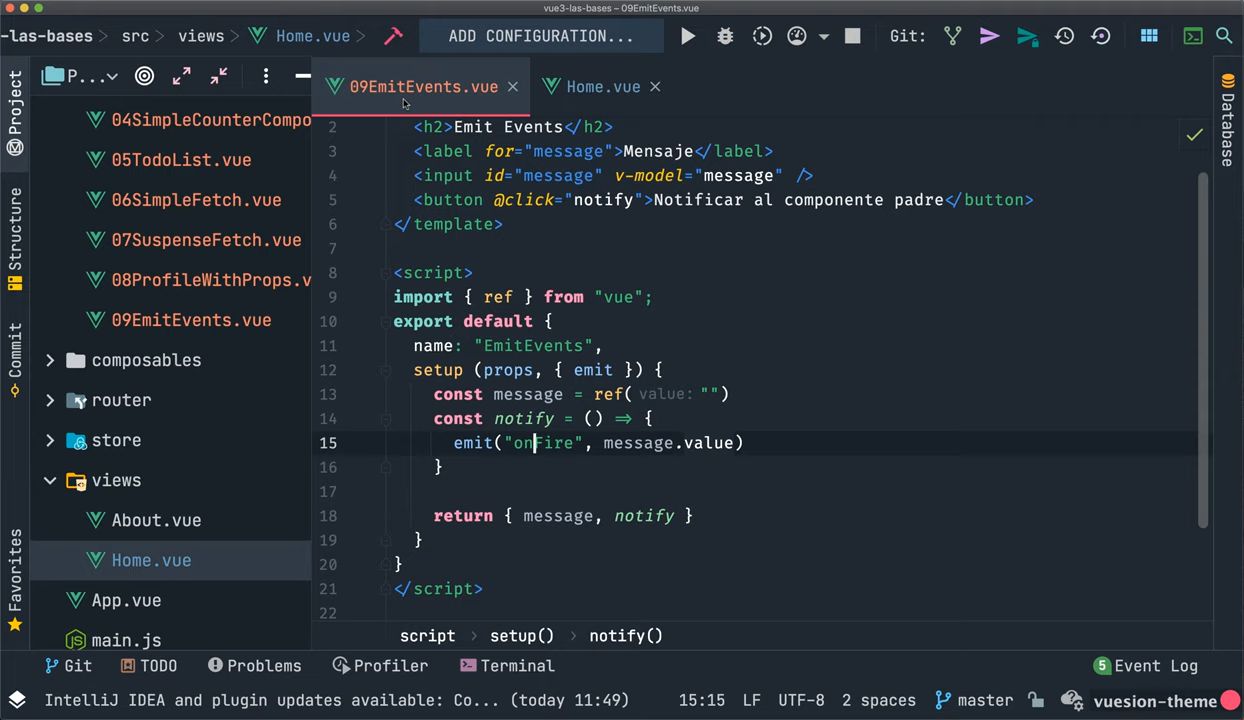 vue3-las-bases – 09EmitEvents.vue
-las-bases src views Home.vue ADD CONFIGURATION... Git:
Project
P...
09EmitEvents.vue Home.vue
Database
04SimpleCounterCompo
05TodoList.vue
06SimpleFetch.vue
07SuspenseFetch.vue
08ProfileWithProps.v
09EmitEvents.vue
composables
router
store
views
About.vue
Home.vue
App.vue
main.js
Structure
Commit
Favorites
2 <h2>Emit Events</h2>
3 <label for="message">Mensaje</label>
4 <input id="message" v-model="message" />
5 <button @click="notify">Notificar al componente padre</button>
6 </template>
7
8 <script>
9 import { ref } from "vue";
10 export default {
11 name: "EmitEvents",
12 setup (props, { emit }) {
13 const message = ref( value: "")
14 const notify = () => {
15 emit("onFire", message.value)
16 }
17
18 return { message, notify }
19 }
20 }
21 </script>
22
script > setup() > notify()
Git TODO Problems Profiler Terminal 5 Event Log
IntelliJ IDEA and plugin updates available: Co... (today 11:49) 15:15 LF UTF-8 2 spaces master vuesion-theme